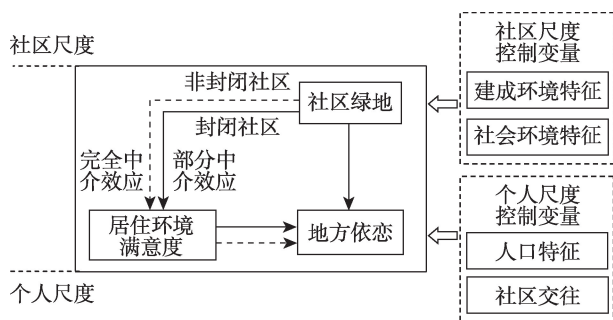 社区尺度
非封闭社区
社区绿地
封闭社区
完全中
介效应
部分中
介效应
居住环境
满意度
地方依恋
个人尺度
社区尺度
控制变量
建成环境特征
社会环境特征
个人尺度
控制变量
人口特征
社区交往